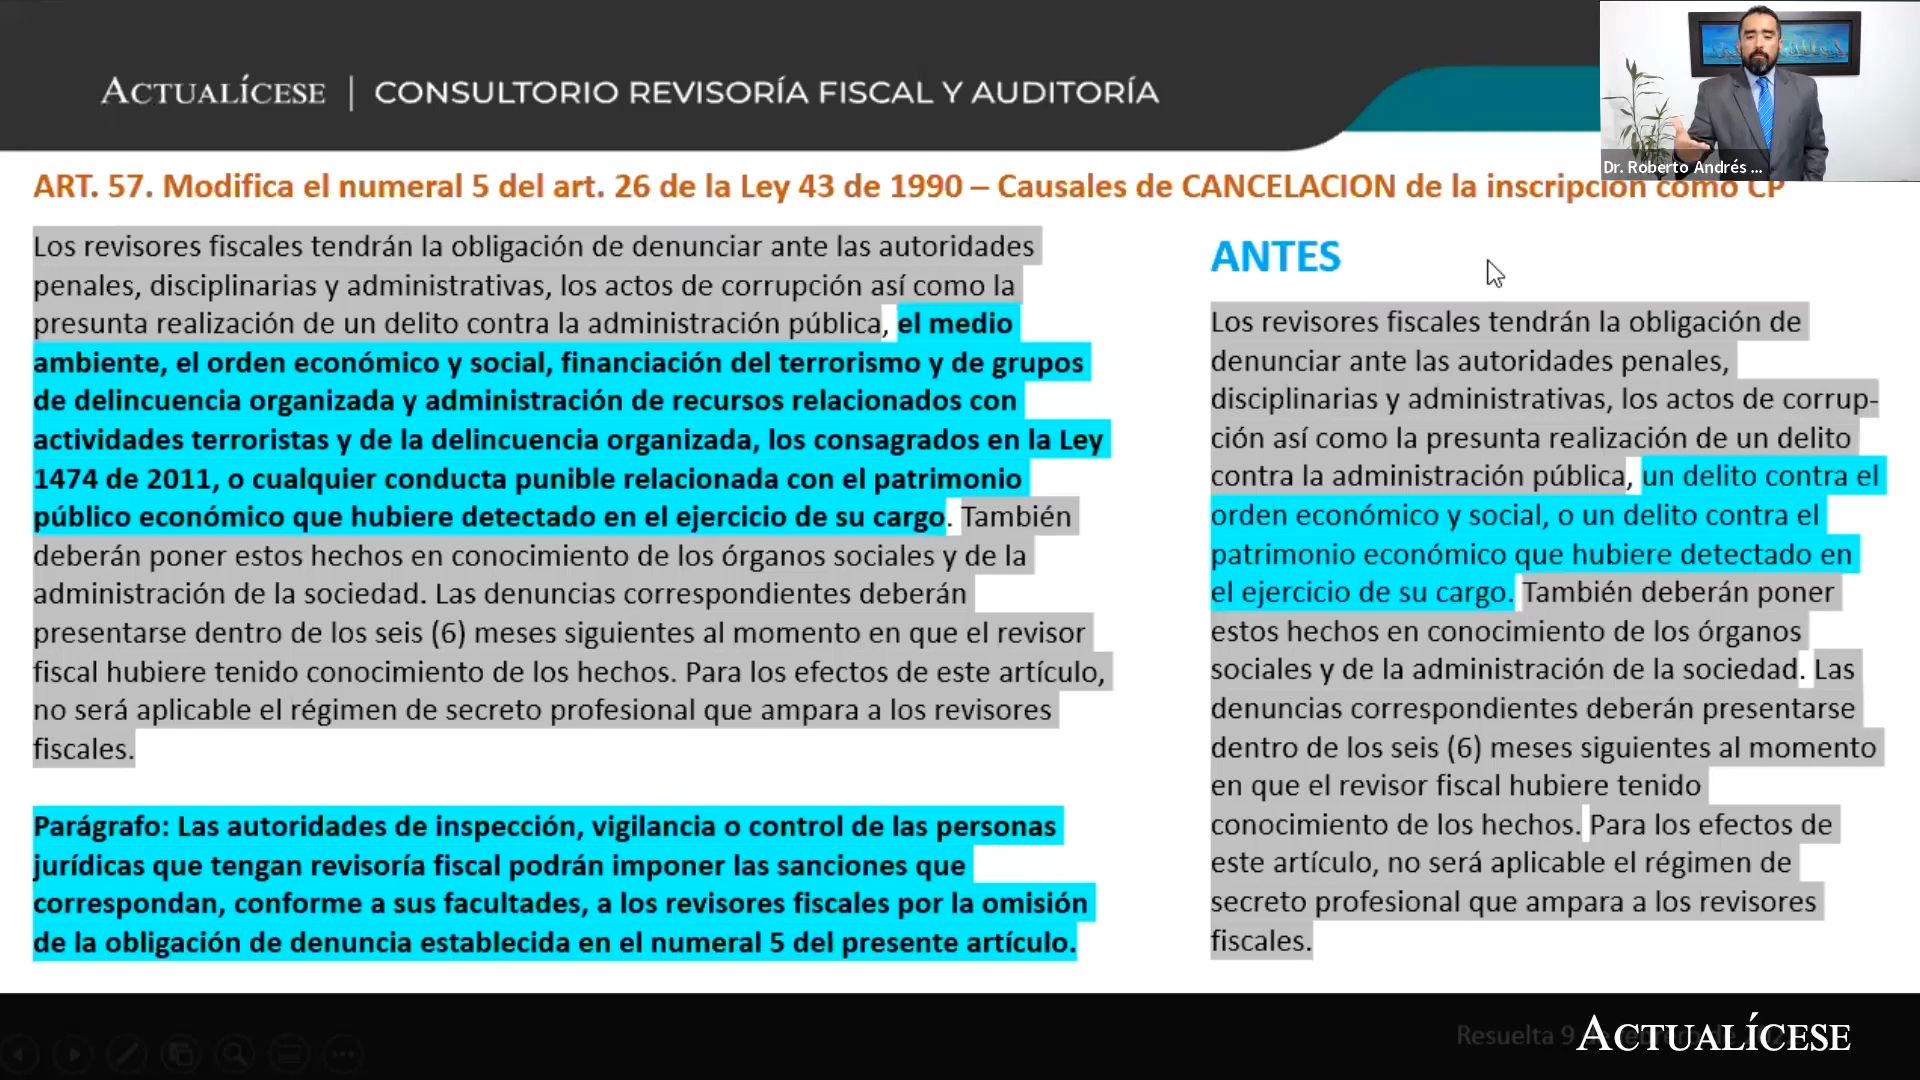 ACTUALÍCESE | CONSULTORIO REVISORÍA FISCAL Y AUDITORÍA
Dr. Roberto Andrés ...
ART. 57. Modifica el numeral 5 del art. 26 de la Ley 43 de 1990 – Causales de CANCELACION de la inscripción como CP
Los revisores fiscales tendrán la obligación de denunciar ante las autoridades
penales, disciplinarias y administrativas, los actos de corrupción así como la
presunta realización de un delito contra la administración pública, el medio
ambiente, el orden económico y social, financiación del terrorismo y de grupos
de delincuencia organizada y administración de recursos relacionados con
actividades terroristas y de la delincuencia organizada, los consagrados en la Ley
1474 de 2011, o cualquier conducta punible relacionada con el patrimonio
público económico que hubiere detectado en el ejercicio de su cargo. También
deberán poner estos hechos en conocimiento de los órganos sociales y de la
administración de la sociedad. Las denuncias correspondientes deberán
presentarse dentro de los seis (6) meses siguientes al momento en que el revisor
fiscal hubiere tenido conocimiento de los hechos. Para los efectos de este artículo,
no será aplicable el régimen de secreto profesional que ampara a los revisores
fiscales.
Parágrafo: Las autoridades de inspección, vigilancia o control de las personas
jurídicas que tengan revisoría fiscal podrán imponer las sanciones que
correspondan, conforme a sus facultades, a los revisores fiscales por la omisión
de la obligación de denuncia establecida en el numeral 5 del presente artículo.
ANTES
Los revisores fiscales tendrán la obligación de
denunciar ante las autoridades penales,
disciplinarias y administrativas, los actos de corrup-
ción así como la presunta realización de un delito
contra la administración pública, un delito contra el
orden económico y social, o un delito contra el
patrimonio económico que hubiere detectado en
el ejercicio de su cargo. También deberán poner
estos hechos en conocimiento de los órganos
sociales y de la administración de la sociedad. Las
denuncias correspondientes deberán presentarse
dentro de los seis (6) meses siguientes al momento
en que el revisor fiscal hubiere tenido
conocimiento de los hechos. Para los efectos de
este artículo, no será aplicable el régimen de
secreto profesional que ampara a los revisores
fiscales.
Resuelta 9
ACTUALÍCESE